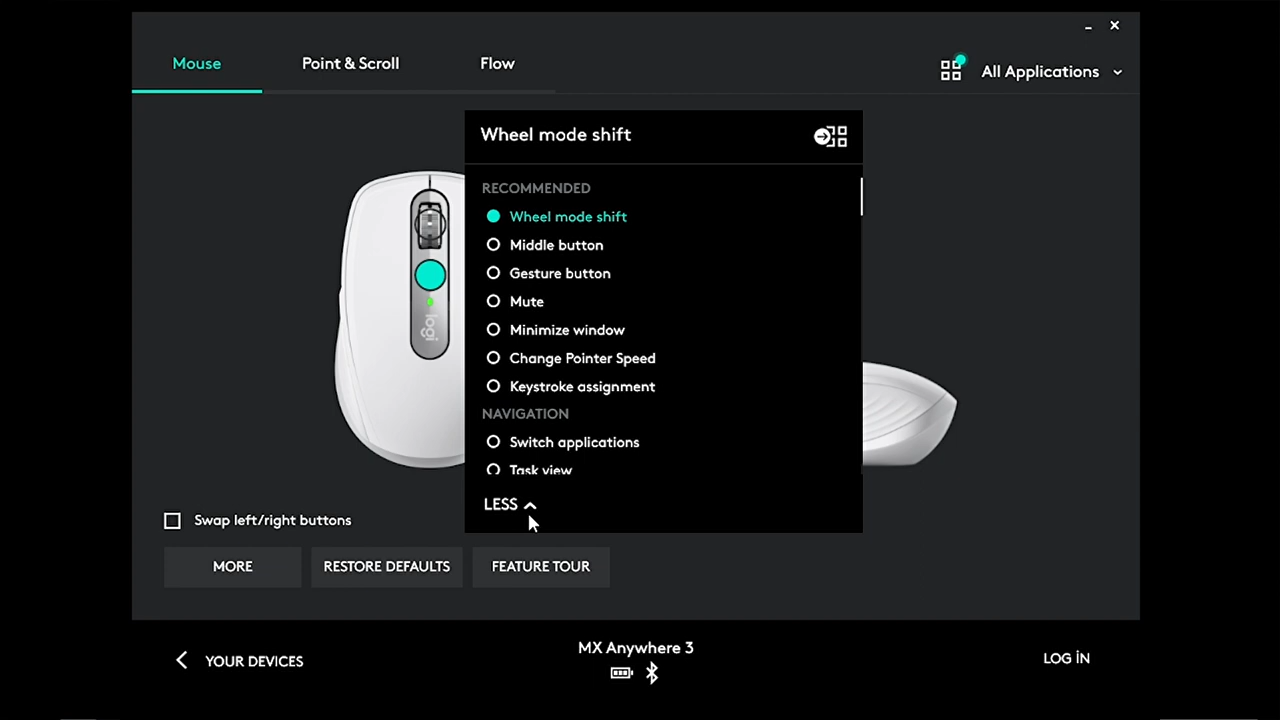 Mouse
Point & Scroll
Flow
All Applications
Wheel mode shift
RECOMMENDED
Wheel mode shift
Middle button
Gesture button
Mute
Minimize window
Change Pointer Speed
Keystroke assignment
NAVIGATION
Switch applications
Task view
LESS
logi
Swap left/right buttons
MORE
RESTORE DEFAULTS
FEATURE TOUR
YOUR DEVICES
MX Anywhere 3
LOG İN